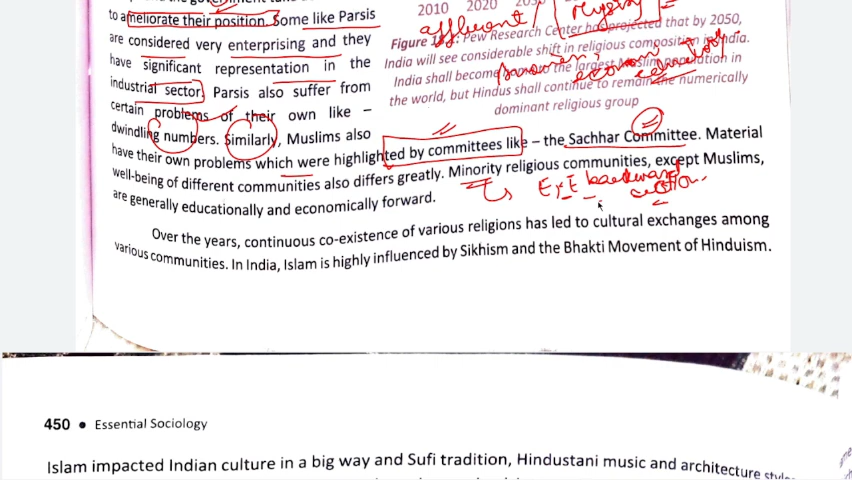 to ameliorate their position. Some like Parsis
are considered very enterprising and they
have significant representation in the
industrial sector. Parsis also suffer from
certain problems of their own like –
dwindling numbers. Similarly, Muslims also
2010 2020
affluent /
Figure Pew Research Center has projected that by 2050,
India will see considerable shift in religious composition in India.
India shall become the largest Muslim population in
the world, but Hindus shall continue to remain the numerically
dominant religious group
have their own problems which were highlighted by committees like – the Sachhar Committee. Material
well-being of different communities also differs greatly. Minority religious communities, except Muslims,
are generally educationally and economically forward.
E & E backward
section.
Over the years, continuous co-existence of various religions has led to cultural exchanges among
various communities. In India, Islam is highly influenced by Sikhism and the Bhakti Movement of Hinduism.
450 • Essential Sociology
Islam impacted Indian culture in a big way and Sufi tradition, Hindustani music and architecture